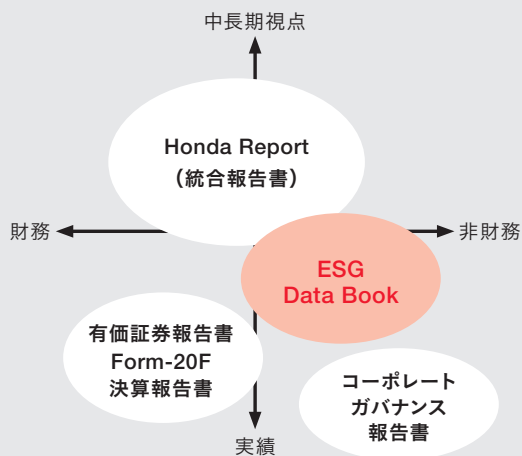 中長期視点
Honda Report
（統合報告書）
財務
非財務
ESG
Data Book
有価証券報告書
Form-20F
決算報告書
コーポレート
ガバナンス
報告書
実績